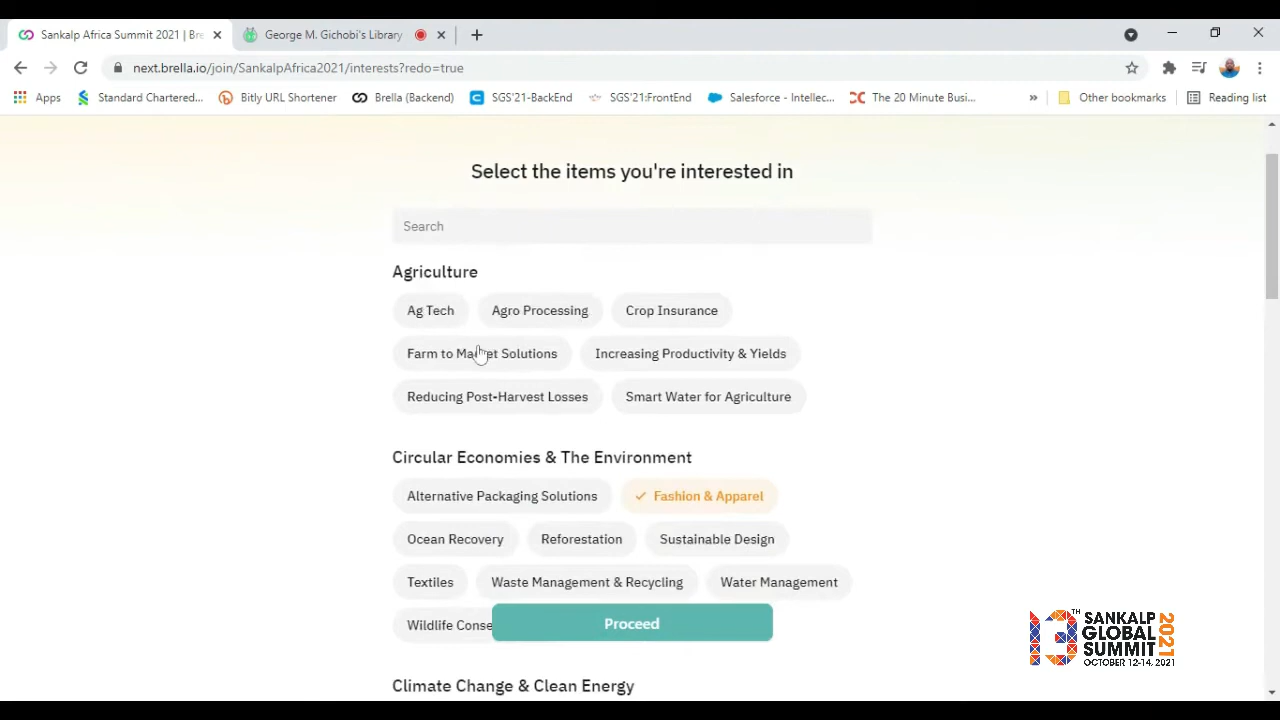 Sankalp Africa Summit 2021 | Bre
George M. Gichobi's Library
next.brella.io/join/SankalpAfrica2021/interests?redo=true
Apps
Standard Chartered...
Bitly URL Shortener
Brella (Backend)
SGS'21-BackEnd
SGS'21:FrontEnd
Salesforce - Intellec...
The 20 Minute Busi...
»
Other bookmarks
Reading list
Select the items you're interested in
Search
Agriculture
Ag Tech
Agro Processing
Crop Insurance
Farm to Market Solutions
Increasing Productivity & Yields
Reducing Post-Harvest Losses
Smart Water for Agriculture
Circular Economies & The Environment
Alternative Packaging Solutions
Fashion & Apparel
Ocean Recovery
Reforestation
Sustainable Design
Textiles
Waste Management & Recycling
Water Management
Wildlife Conse
Proceed
Climate Change & Clean Energy
13TH
SANKALP
GLOBAL
SUMMIT
2021
OCTOBER 12-14, 2021